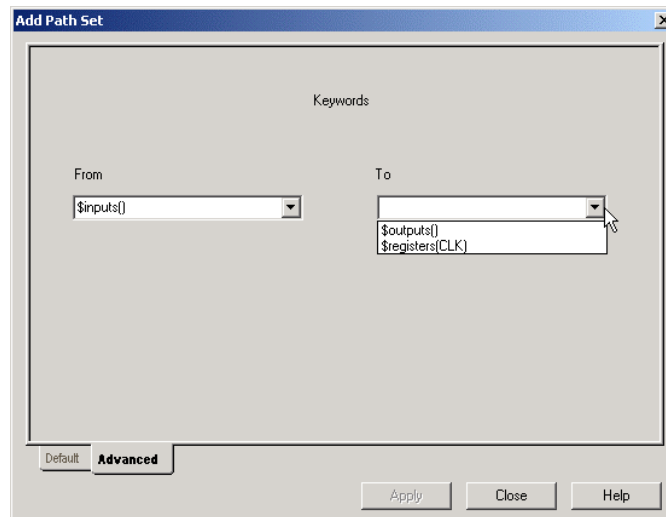 Add Path Set
Keywords
From
To
$inputs()
$outputs()
$registers(CLK)
Default
Advanced
Apply
Close
Help